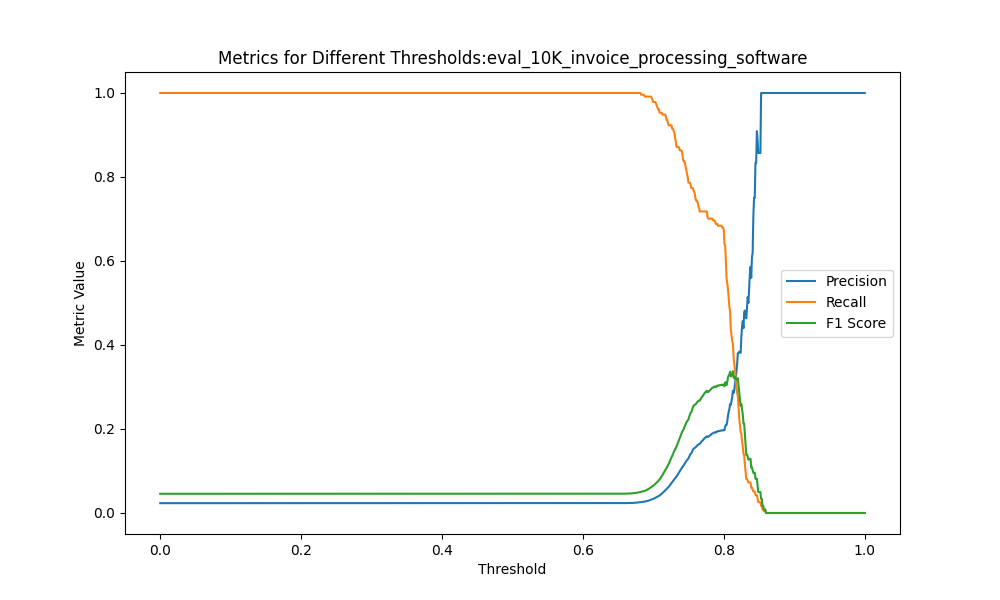 Metrics for Different Thresholds:eval_10K_invoice_processing_software
Metric Value
1.0
0.8
0.6
0.4
0.2
0.0
Precision
Recall
F1 Score
0.0 0.2 0.4 0.6 0.8 1.0
Threshold